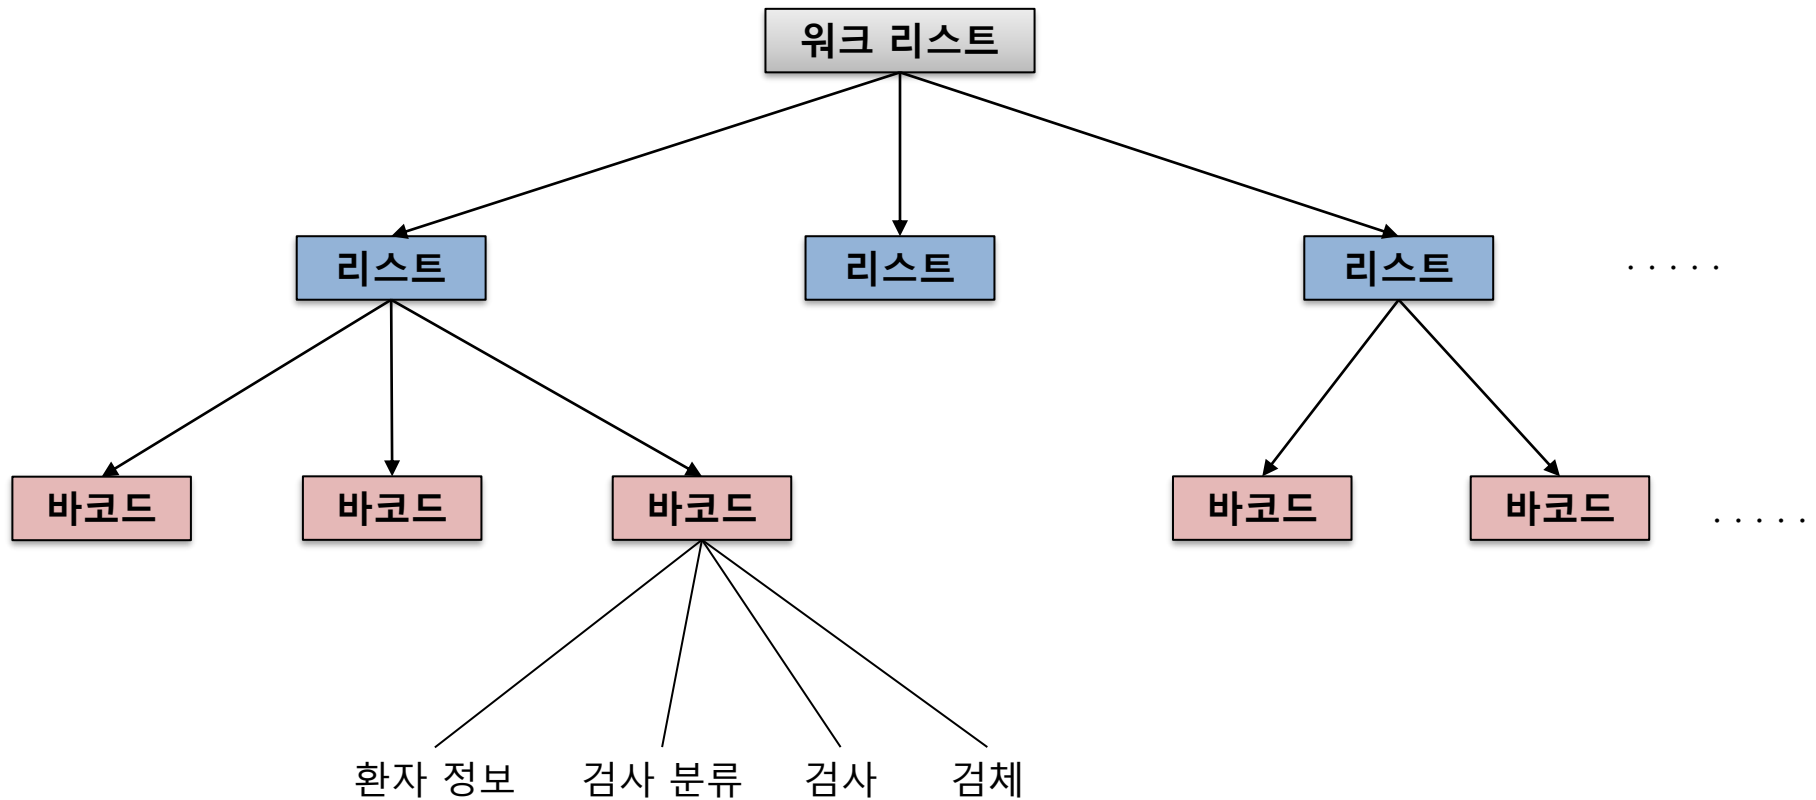 워크 리스트
리스트
리스트
리스트
. . . . .
바코드
바코드
바코드
바코드
바코드
. . . . .
환자 정보
검사 분류
검사
검체